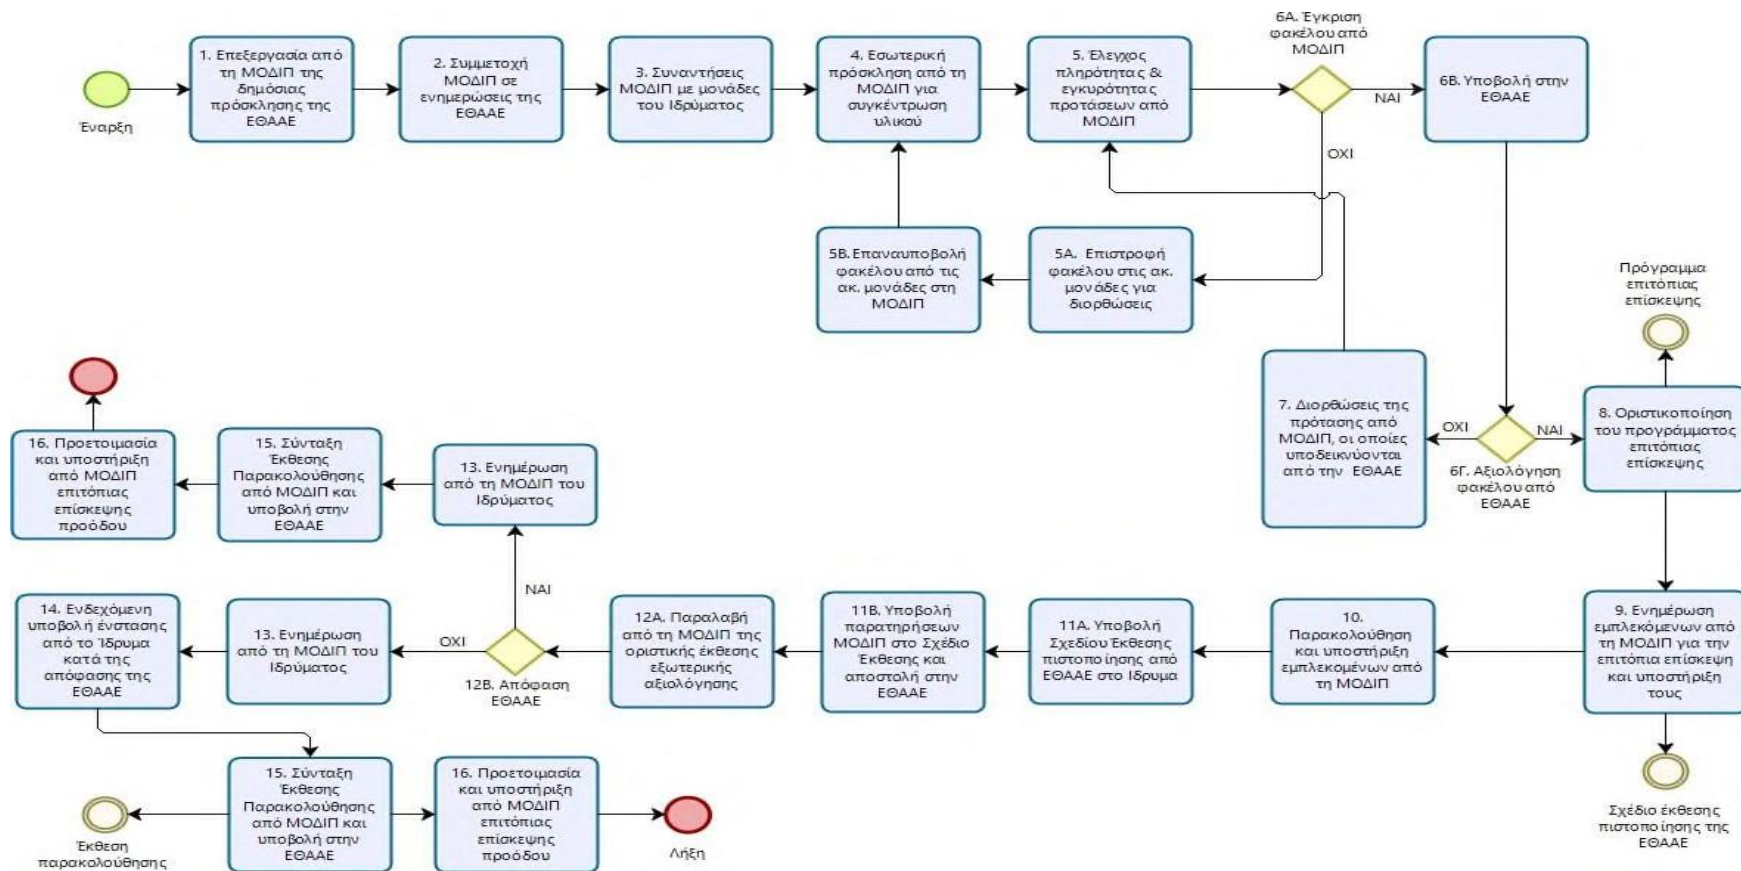 Έναρξη
1. Επεξεργασία από
τη ΜΟΔΙΠ της
δημόσιας
πρόσκλησης της
ΕΘΑΑΕ
2. Συμμετοχή
ΜΟΔΙΠ σε
ενημερώσεις της
ΕΘΑΑΕ
3. Συναντήσεις
ΜΟΔΙΠ με μονάδες
του Ιδρύματος
4. Εσωτερική
πρόσκληση από τη
ΜΟΔΙΠ για
συγκέντρωση
υλικού
5. Έλεγχος
πληρότητας &
εγκυρότητας
προτάσεων από
ΜΟΔΙΠ
6Α. Έγκριση
φακέλου από
ΜΟΔΙΠ
ΝΑΙ
ΟΧΙ
6Β. Υποβολή στην
ΕΘΑΑΕ
5Β. Επαναυποβολή
φακέλου από τις
ακ. μονάδες στη
ΜΟΔΙΠ
5Α. Επιστροφή
φακέλου στις ακ.
μονάδες για
διορθώσεις
Πρόγραμμα
επιτόπιας
επίσκεψης
7. Διορθώσεις της
πρότασης από
ΜΟΔΙΠ, οι οποίες
υποδεικνύονται
από την ΕΘΑΑΕ
ΟΧΙ
ΝΑΙ
6Γ. Αξιολόγηση
φακέλου από
ΕΘΑΑΕ
8. Οριστικοποίηση
του προγράμματος
επιτόπιας
επίσκεψης
16. Προετοιμασία
και υποστήριξη
από ΜΟΔΙΠ
επιτόπιας
επίσκεψης
προόδου
15. Σύνταξη
Έκθεσης
Παρακολούθησης
από ΜΟΔΙΠ και
υποβολή στην
ΕΘΑΑΕ
13. Ενημέρωση
από τη ΜΟΔΙΠ του
Ιδρύματος
ΝΑΙ
14. Ενδεχόμενη
υποβολή ένστασης
από το Ίδρυμα
κατά της
απόφασης της
ΕΘΑΑΕ
13. Ενημέρωση
από τη ΜΟΔΙΠ του
Ιδρύματος
ΟΧΙ
12Β. Απόφαση
ΕΘΑΑΕ
12Α. Παραλαβή
από τη ΜΟΔΙΠ της
οριστικής έκθεσης
εξωτερικής
αξιολόγησης
11Β. Υποβολή
παρατηρήσεων
ΜΟΔΙΠ στο Σχέδιο
Έκθεσης και
αποστολή στην
ΕΘΑΑΕ
11Α. Υποβολή
Σχεδίου Έκθεσης
πιστοποίησης από
ΕΘΑΑΕ στο Ιδρυμα
10.
Παρακολούθηση
και υποστήριξη
εμπλεκομένων από
τη ΜΟΔΙΠ
9. Ενημέρωση
εμπλεκόμενων από
τη ΜΟΔΙΠ για την
επιτόπια επίσκεψη
και υποστήριξη
τους
15. Σύνταξη
Έκθεσης
Παρακολούθησης
από ΜΟΔΙΠ και
υποβολή στην
ΕΘΑΑΕ
16. Προετοιμασία
και υποστήριξη
από ΜΟΔΙΠ
επιτόπιας
επίσκεψης
προόδου
Έκθεση
παρακολούθησης
Λήξη
Σχέδιο έκθεσης
πιστοποίησης της
ΕΘΑΑΕ